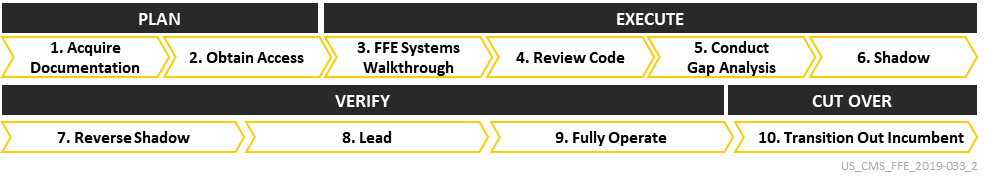 PLAN
EXECUTE
1. Acquire
Documentation
2. Obtain Access
3. FFE Systems
Walkthrough
4. Review Code
5. Conduct
Gap Analysis
6. Shadow
VERIFY
CUT OVER
7. Reverse Shadow
8. Lead
9. Fully Operate
10. Transition Out Incumbent
US_CMS_FFE_2019-033_2